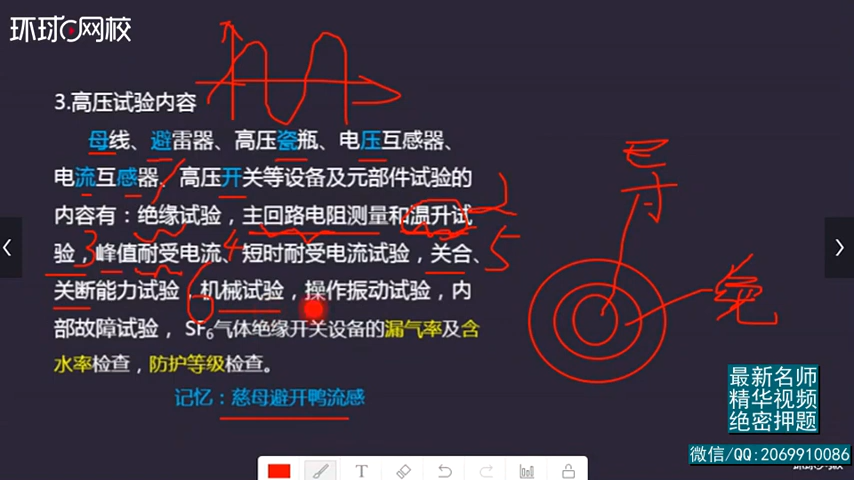 环球网校
3.高压试验内容
母线、避雷器、高压瓷瓶、电压互感器、
电流互感器、高压开关等设备及元部件试验的
内容有：绝缘试验，主回路电阻测量和温升试
验，峰值耐受电流、短时耐受电流试验，关合、
关断能力试验，机械试验，操作振动试验，内
部故障试验， SF₆气体绝缘开关设备的漏气率及含
水率检查，防护等级检查。
记忆：慈母避开鸭流感
3
4
5
6
导
绝
最新名师
精华视频
绝密押题
微信/QQ:2069910086
T